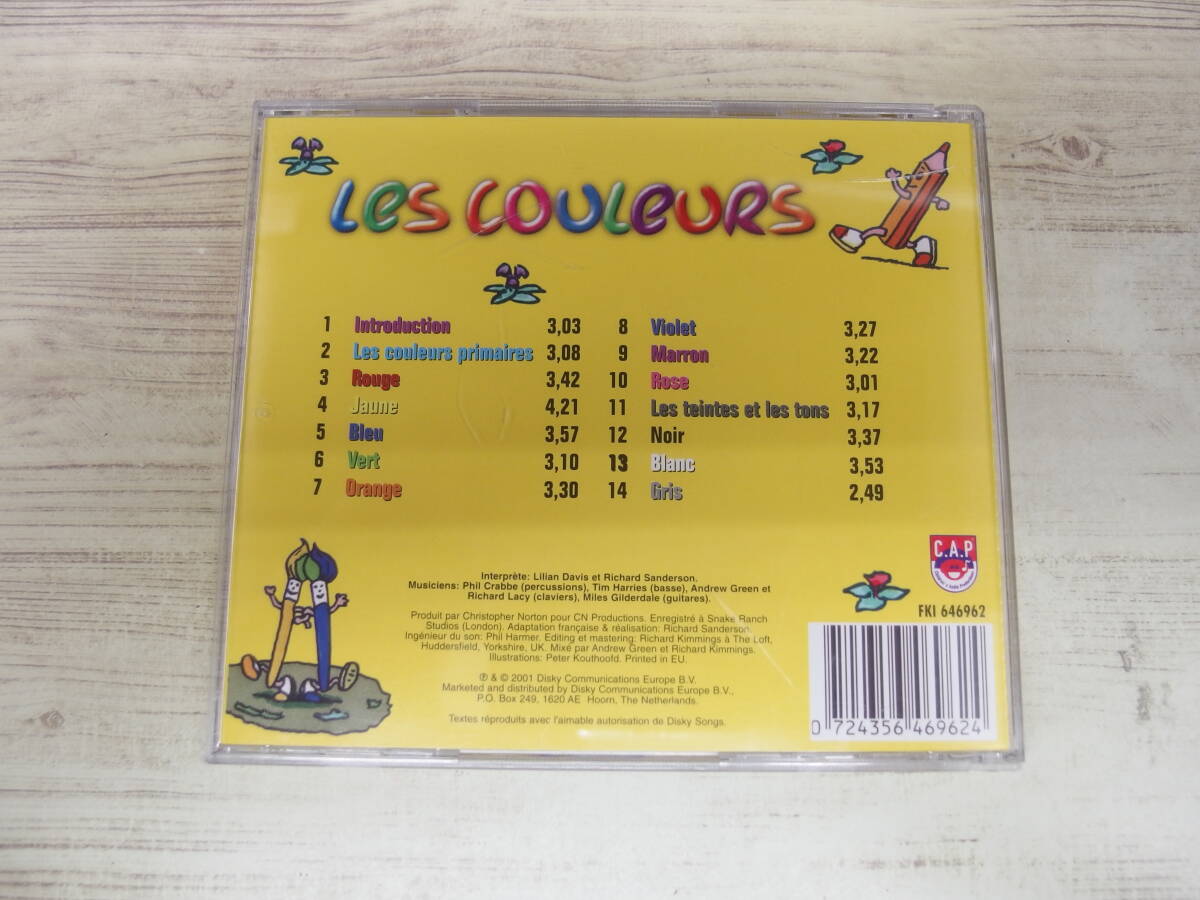 Les Couleurs
1 Introduction 3,03
2 Les couleurs primaires 3,08
3 Rouge 3,42
4 Jaune 4,21
5 Bleu 3,57
6 Vert 3,10
7 Orange 3,30
8 Violet 3,27
9 Marron 3,22
10 Rose 3,01
11 Les teintes et les tons 3,17
12 Noir 3,37
13 Blanc 3,53
14 Gris 2,49
Interprète: Lilian Davis et Richard Sanderson.
Musiciens: Phil Crabbe (percussions), Tim Harries (basse), Andrew Green et
Richard Lacy (claviers), Miles Gilderdale (guitares).
Produit par Christopher Norton pour CN Productions. Enregistré à Snake Ranch
Studios (London). Adaptation française & réalisation: Richard Sanderson.
Ingénieur du son: Phil Harmer. Editing et mastering: Richard Kimmings à The Loft,
Huddersfield, Yorkshire, UK. Mixé par Andrew Green et Richard Kimmings.
Illustrations: Peter Kouthoofd. Printed in EU.
℗ & © 2001 Disky Communications Europe B.V.
Marketed and distributed by Disky Communications Europe B.V.,
P.O. Box 249, 1620 AE Hoorn, The Netherlands.
Textes réproduits avec l'aimable autorisation de Disky Songs.
C.A.P
FKI 646962
0 724356 469624